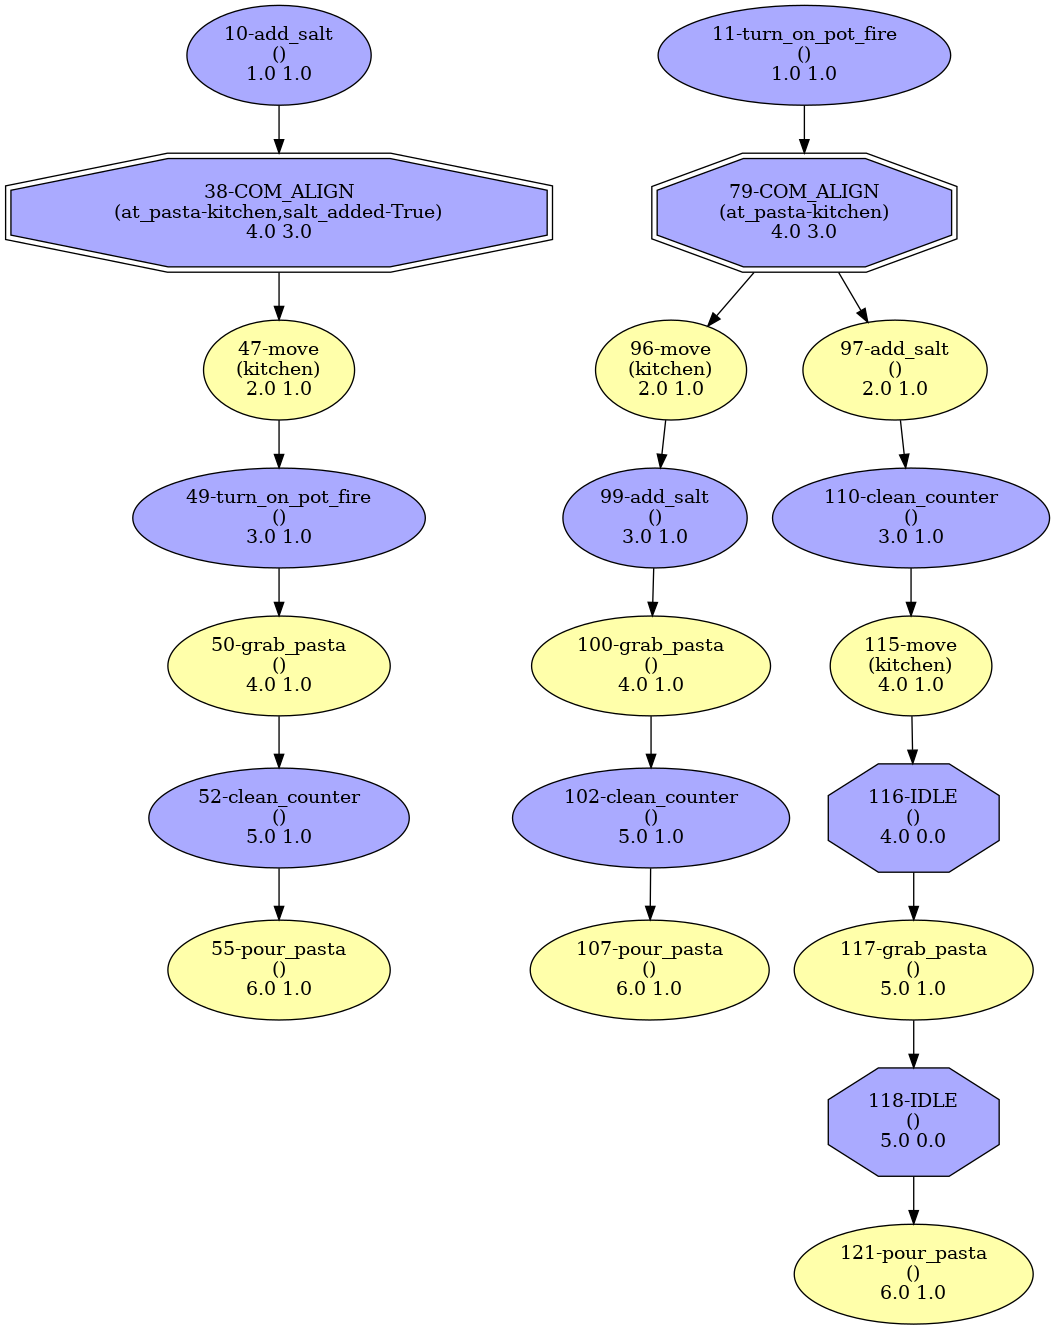 10-add_salt
()
1.0 1.0
11-turn_on_pot_fire
()
1.0 1.0
38-COM_ALIGN
(at_pasta-kitchen,salt_added-True)
4.0 3.0
79-COM_ALIGN
(at_pasta-kitchen)
4.0 3.0
47-move
(kitchen)
2.0 1.0
96-move
(kitchen)
2.0 1.0
97-add_salt
()
2.0 1.0
49-turn_on_pot_fire
()
3.0 1.0
99-add_salt
()
3.0 1.0
110-clean_counter
()
3.0 1.0
50-grab_pasta
()
4.0 1.0
100-grab_pasta
()
4.0 1.0
115-move
(kitchen)
4.0 1.0
52-clean_counter
()
5.0 1.0
102-clean_counter
()
5.0 1.0
116-IDLE
()
4.0 0.0
55-pour_pasta
()
6.0 1.0
107-pour_pasta
()
6.0 1.0
117-grab_pasta
()
5.0 1.0
118-IDLE
()
5.0 0.0
121-pour_pasta
()
6.0 1.0